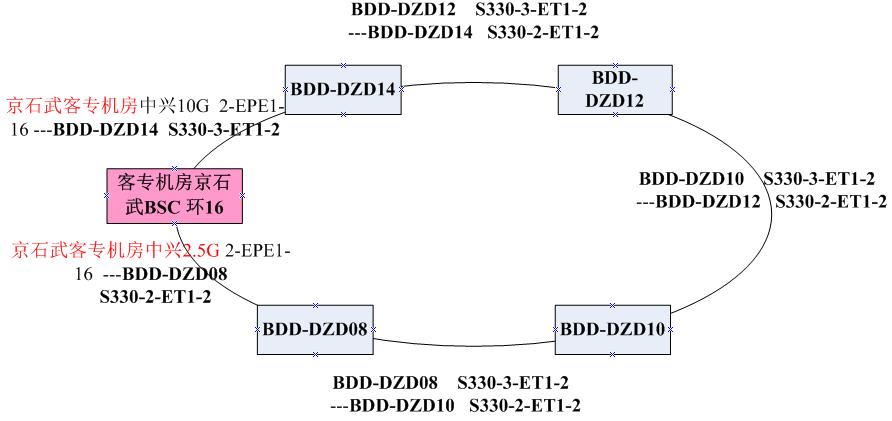 BDD-DZD12 S330-3-ET1-2
---BDD-DZD14 S330-2-ET1-2
BDD-DZD14
BDD-
DZD12
京石武客专机房中兴10G 2-EPE1-
16 ---BDD-DZD14 S330-3-ET1-2
客专机房京石
武BSC 环16
BDD-DZD10 S330-3-ET1-2
---BDD-DZD12 S330-2-ET1-2
京石武客专机房中兴2.5G 2-EPE1-
16 ---BDD-DZD08
S330-2-ET1-2
BDD-DZD08
BDD-DZD10
BDD-DZD08 S330-3-ET1-2
---BDD-DZD10 S330-2-ET1-2